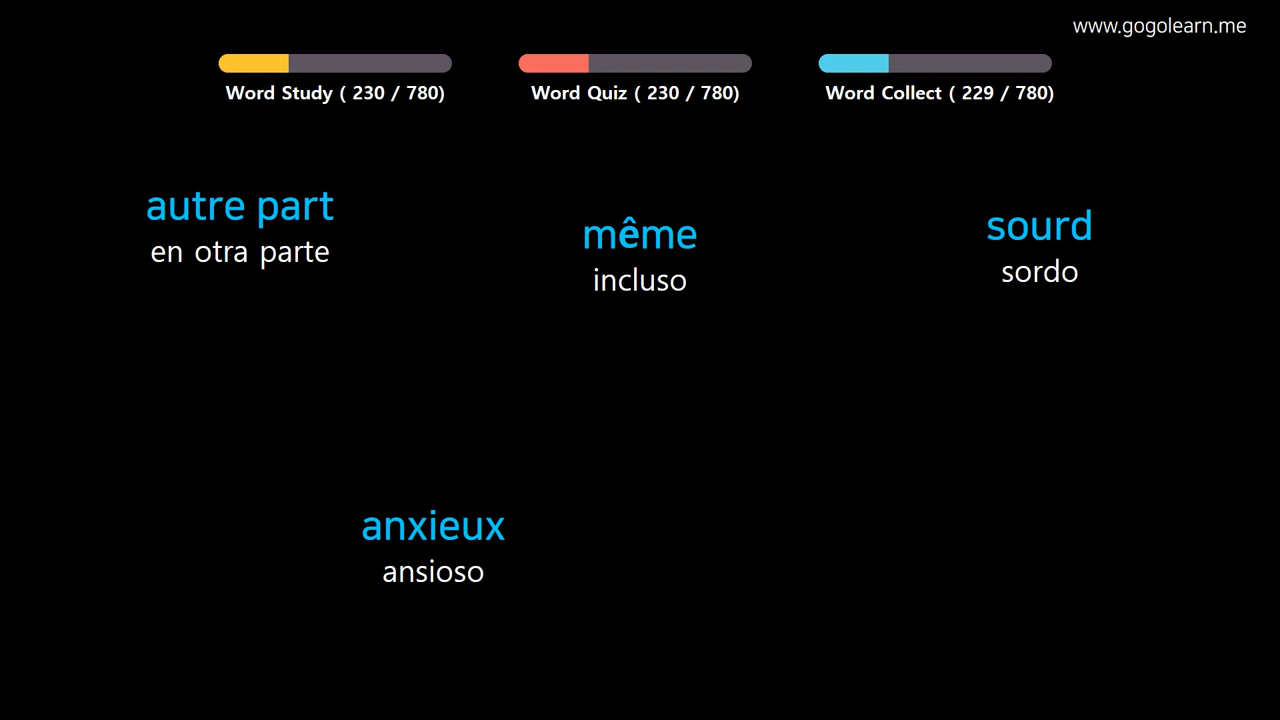 www.gogolearn.me
Word Study ( 230 / 780)
Word Quiz ( 230 / 780)
Word Collect ( 229 / 780)
autre part
en otra parte
même
incluso
sourd
sordo
anxieux
ansioso